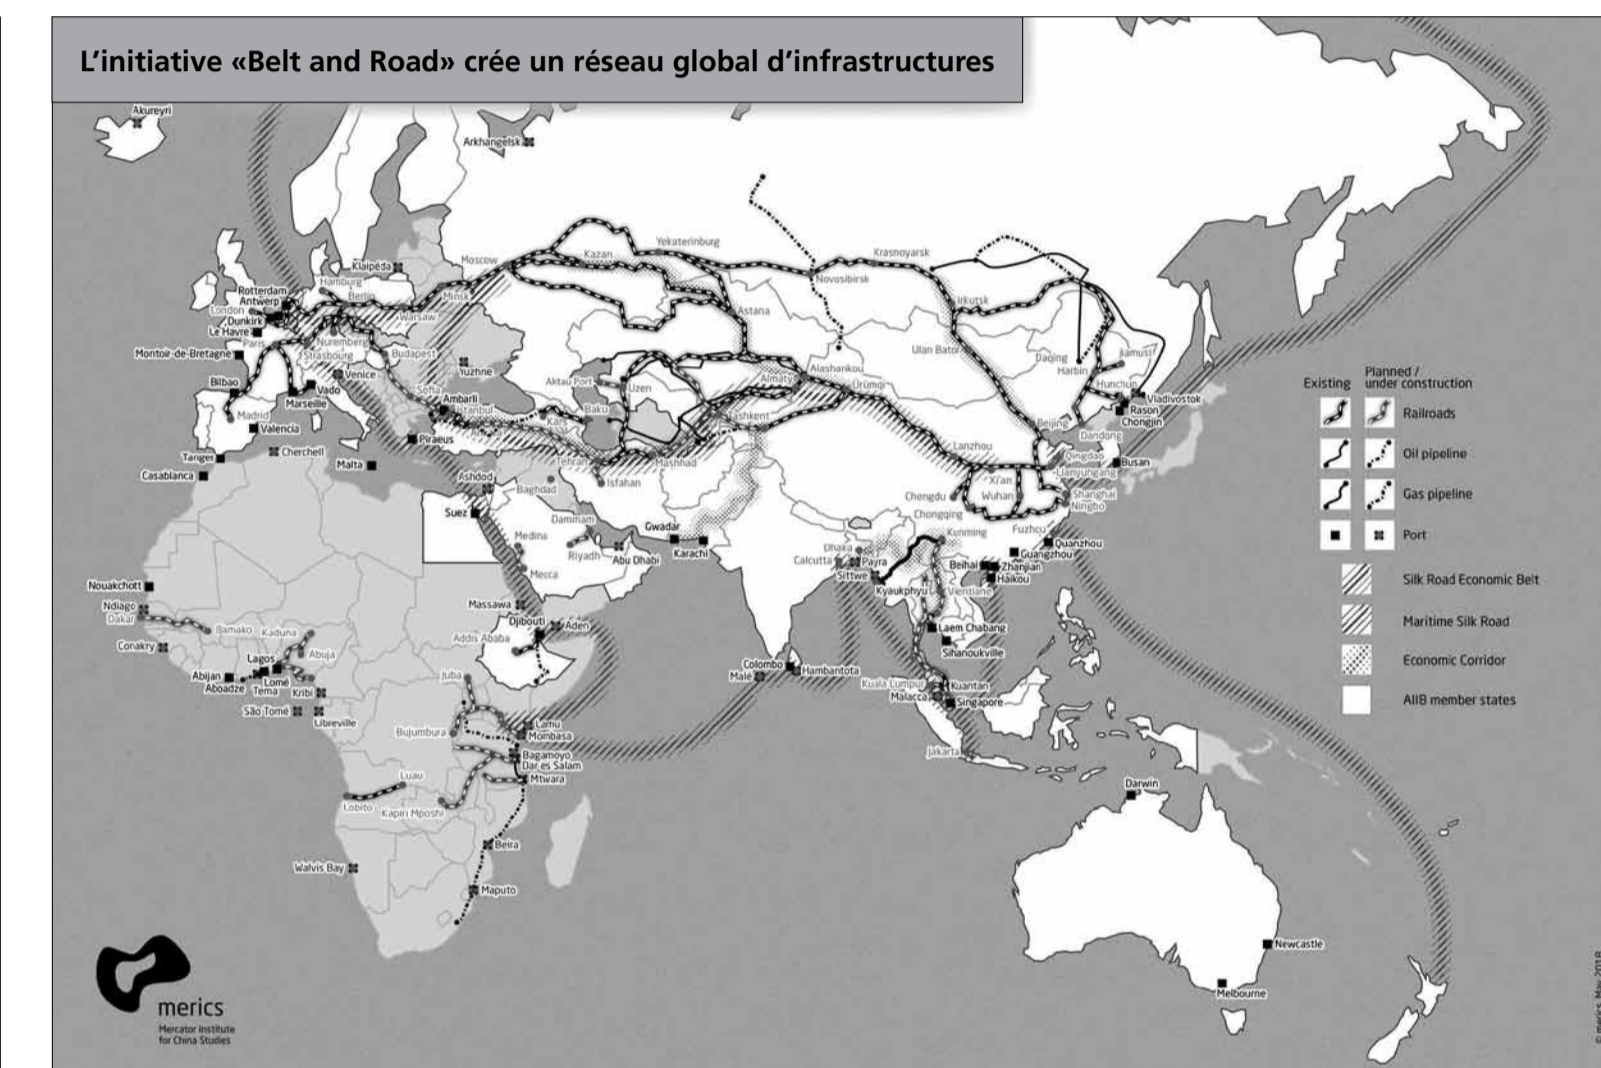 L’initiative «Belt and Road» crée un réseau global d’infrastructures
Akureyri
Arkhangelsk
Klaipėda
Moscow
Kazan
Yekaterinburg
Novosibirsk
Krasnoyarsk
Irkutsk
Astana
Hamburg
Rotterdam
Antwerp
London
Dunkirk
Le Havre
Berlin
Minsk
Warsaw
Paris
Nuremberg
Strasbourg
Montoir-de-Bretagne
Budapest
Venice
Yuzhne
Bilbao
Vado
Marseille
Sofia
Madrid
Valencia
Ambarli
Istanbul
Kars
Baku
Aktau Port
Uzen
Almaty
Alashankou
Ürümqi
Ulan Bator
Daqing
Harbin
Jiamusi
Hunchun
Vladivostok
Rason
Chongjin
Tashkent
Beijing
Dandong
Piraeus
Cherchell
Tanger
Malta
Casablanca
Ashdod
Baghdad
Tehran
Mashhad
Isfahan
Lanzhou
Qingdao
Lianyungang
Busan
Xi'an
Chengdu
Wuhan
Shanghai
Ningbo
Chongqing
Suez
Dammam
Gwadar
Karachi
Medina
Riyadh
Abu Dhabi
Mecca
Fuzhou
Quanzhou
Guangzhou
Kunming
Dhaka
Calcutta
Payra
Sittwe
Beihai
Zhanjian
Haikou
Kyaukphyu
Vientiane
Nouakchott
Ndiago
Dakar
Bamako
Kaduna
Conakry
Abuja
Lagos
Abijan
Lomé
Aboadze
Tema
Kribi
São Tomé
Libreville
Massawa
Djibouti
Aden
Addis Ababa
Juba
Laem Chabang
Sihanoukville
Colombo
Hambantota
Malé
Kuala Lumpur
Kuantan
Malacca
Singapore
Jakarta
Bujumbura
Lamu
Mombasa
Bagamoyo
Dar es Salam
Mtwara
Luau
Lobito
Kapiri Mposhi
Beira
Walvis Bay
Maputo
Darwin
Newcastle
Melbourne
Existing
Planned /
under construction
Railroads
Oil pipeline
Gas pipeline
Port
Silk Road Economic Belt
Maritime Silk Road
Economic Corridor
AIIB member states
merics
Mercator Institute
for China Studies
© merics, May 2018